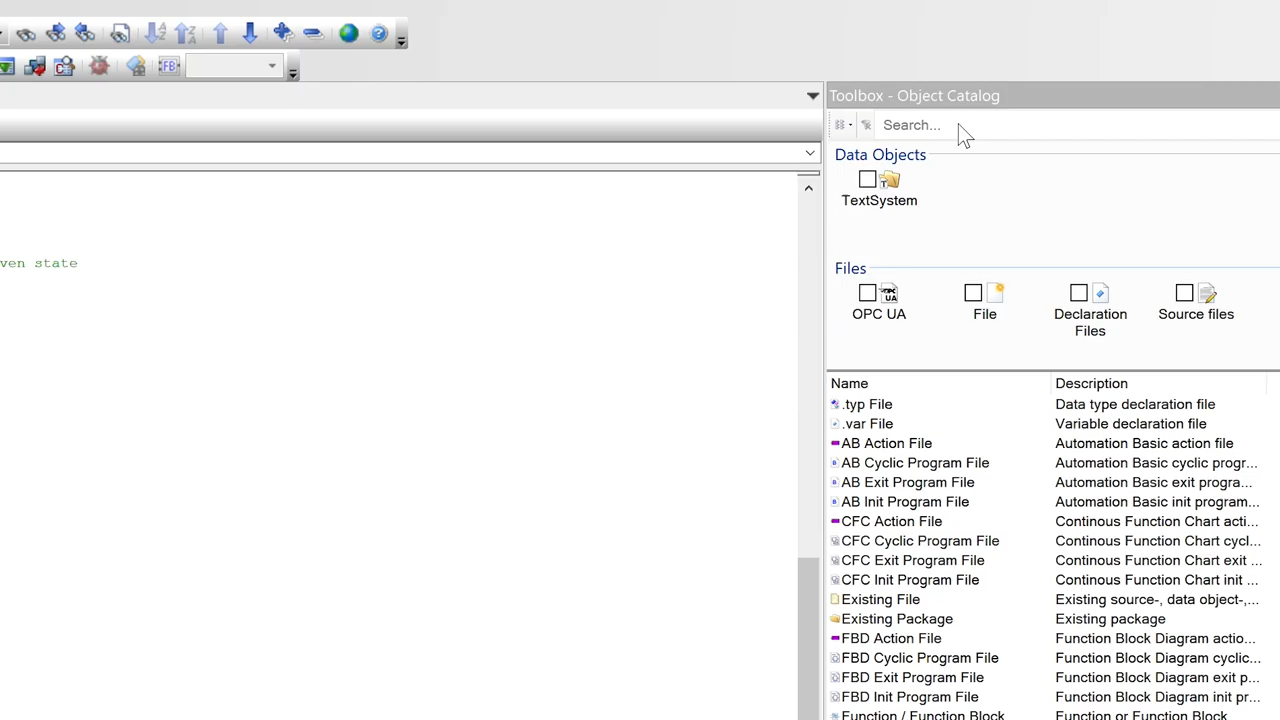 Toolbox - Object Catalog
Search...
Data Objects
TextSystem
ven state
Files
OPC UA
File
Declaration Files
Source files
Name Description
.typ File Data type declaration file
.var File Variable declaration file
AB Action File Automation Basic action file
AB Cyclic Program File Automation Basic cyclic progr...
AB Exit Program File Automation Basic exit progra...
AB Init Program File Automation Basic init program...
CFC Action File Continous Function Chart acti...
CFC Cyclic Program File Continous Function Chart cycl...
CFC Exit Program File Continous Function Chart exit ...
CFC Init Program File Continous Function Chart init ...
Existing File Existing source-, data object-,...
Existing Package Existing package
FBD Action File Function Block Diagram actio...
FBD Cyclic Program File Function Block Diagram cyclic...
FBD Exit Program File Function Block Diagram exit p...
FBD Init Program File Function Block Diagram init pr...
Function / Function Block Function or Function Block